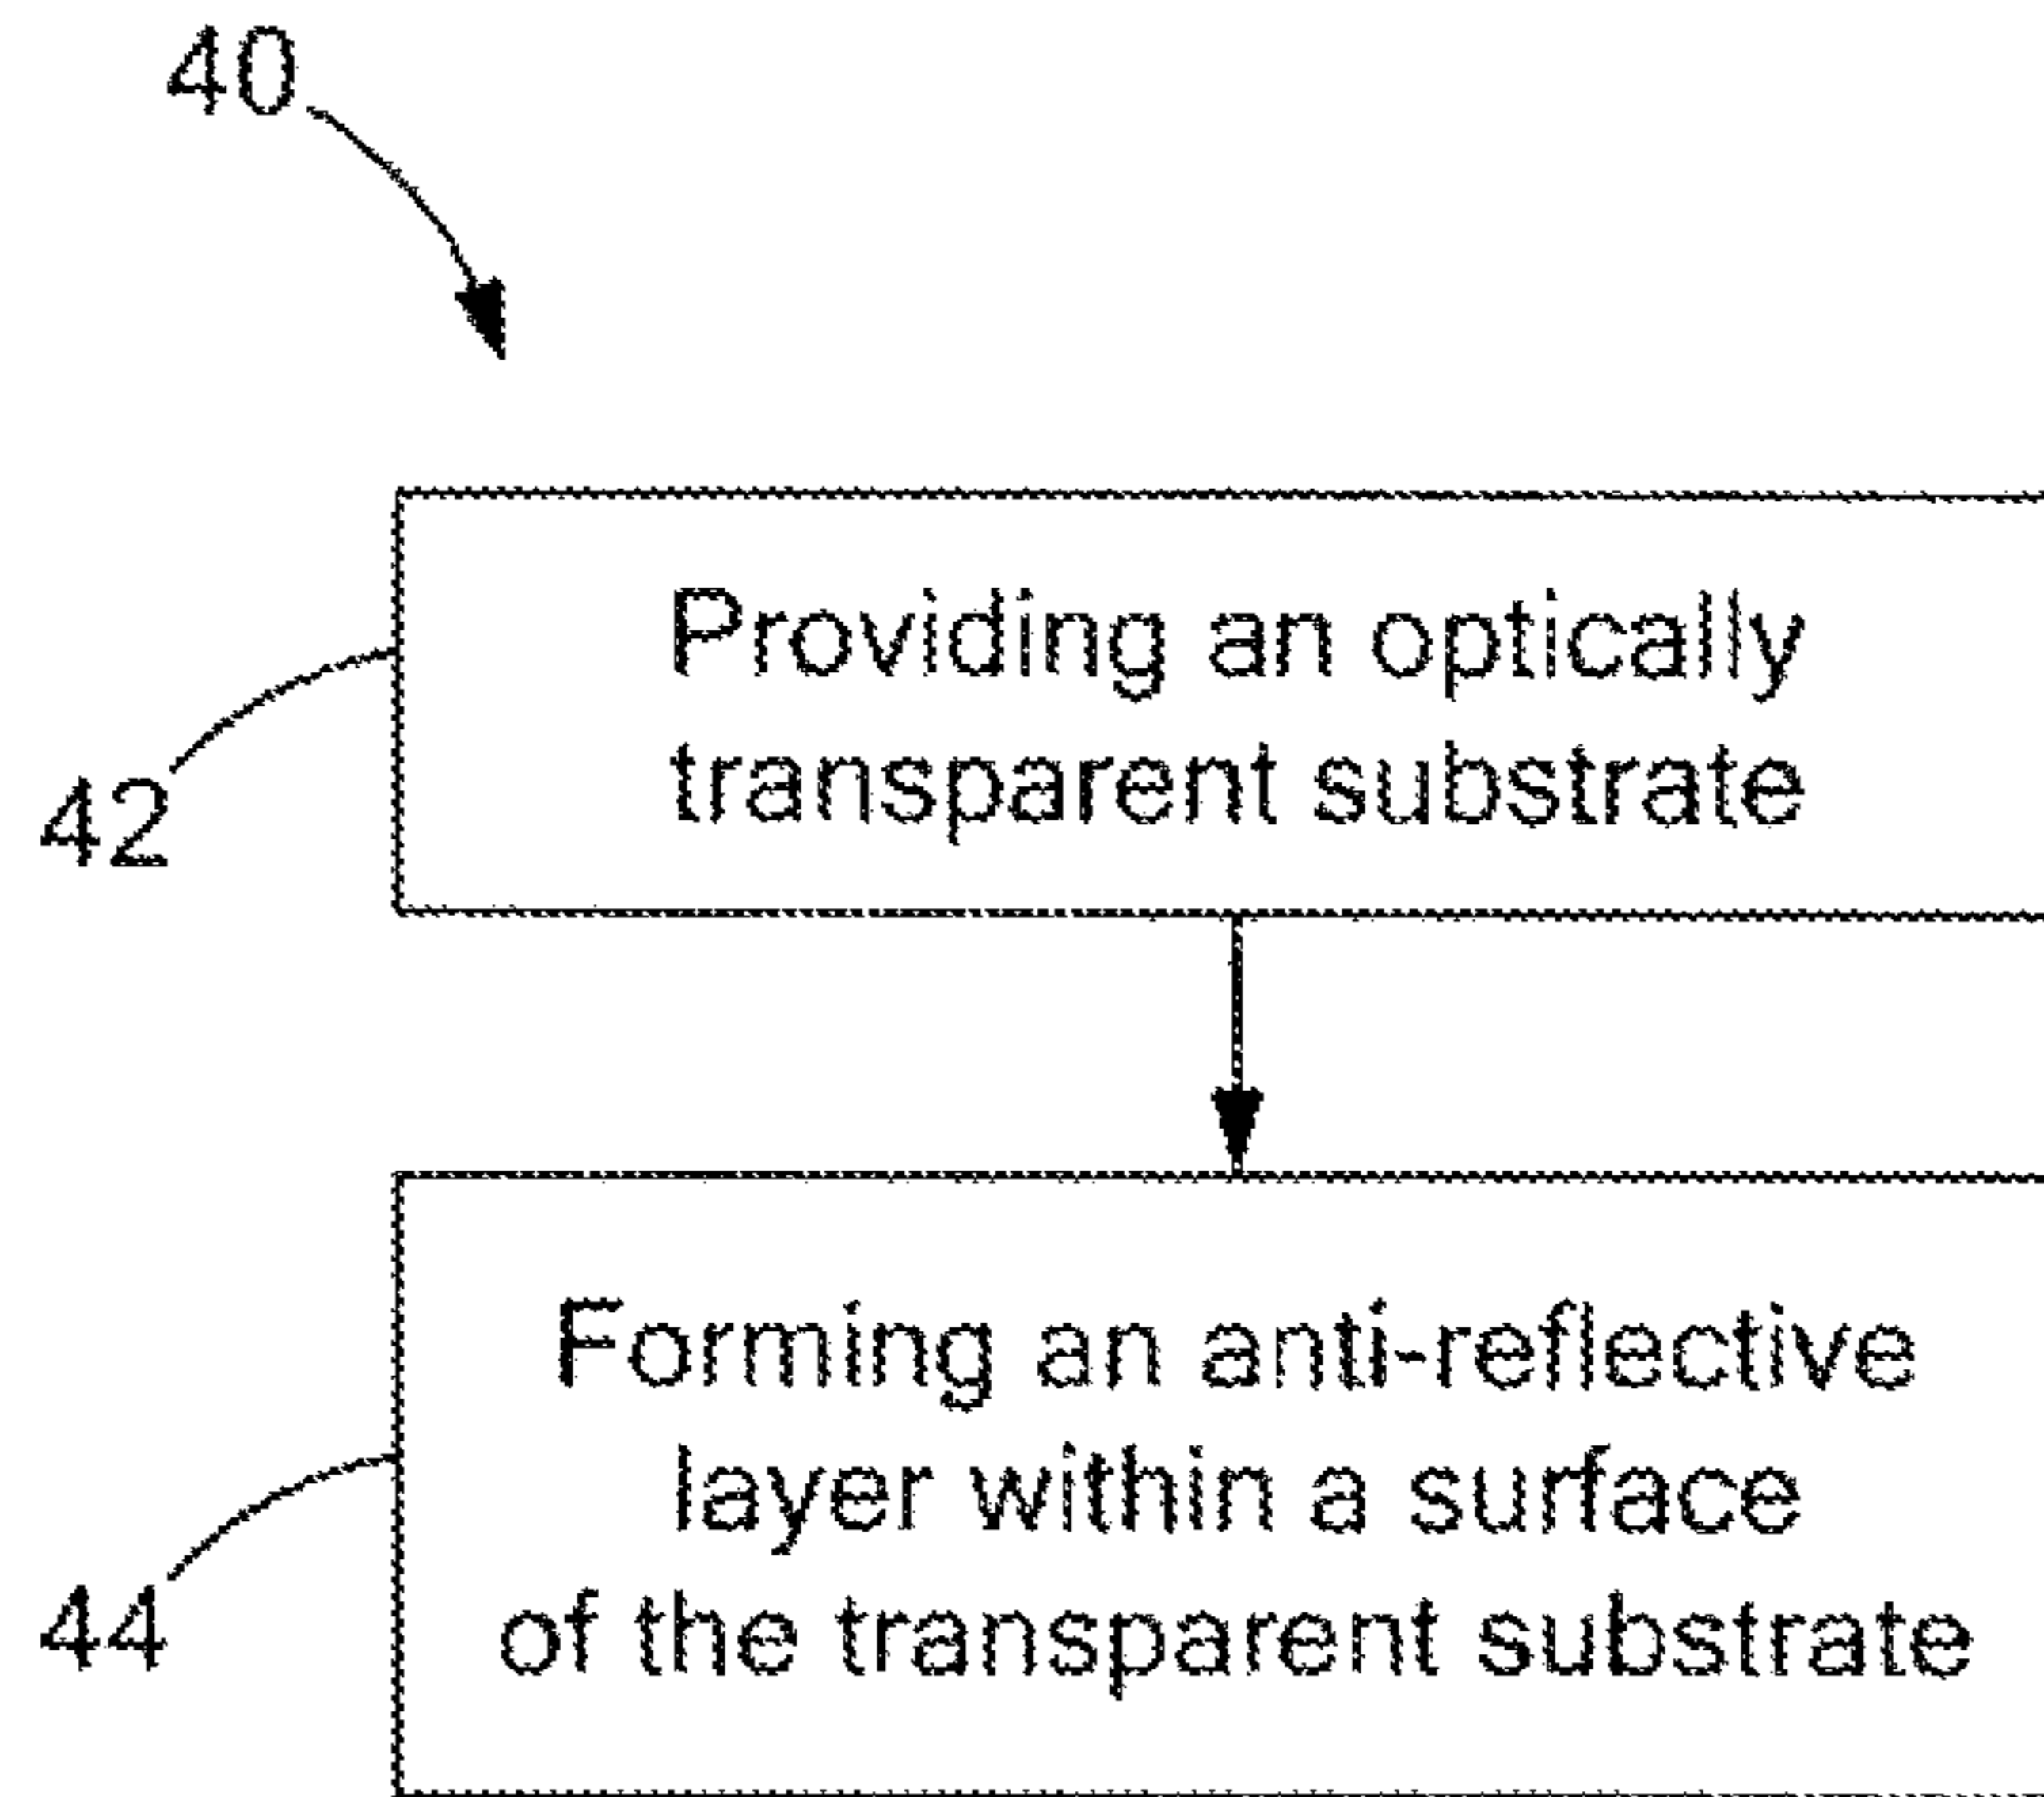 40
Providing an optically
transparent substrate
42
Forming an anti-reflective
layer within a surface
of the transparent substrate
44